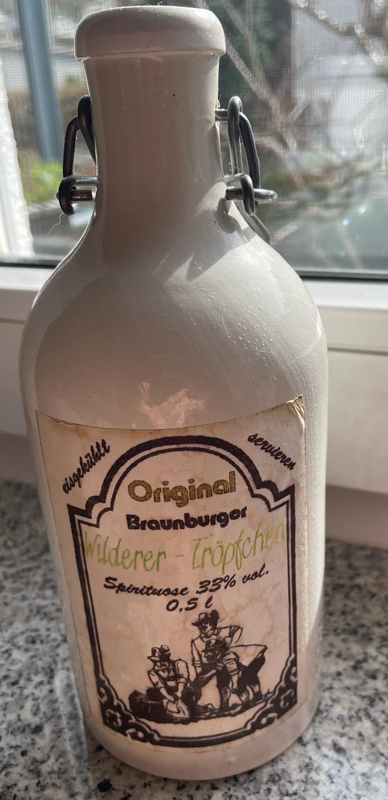 eisgekühlt
servieren
Original
Braunburger
Wilderer - Tröpfchen
Spirituose 33% vol.
0,5 l